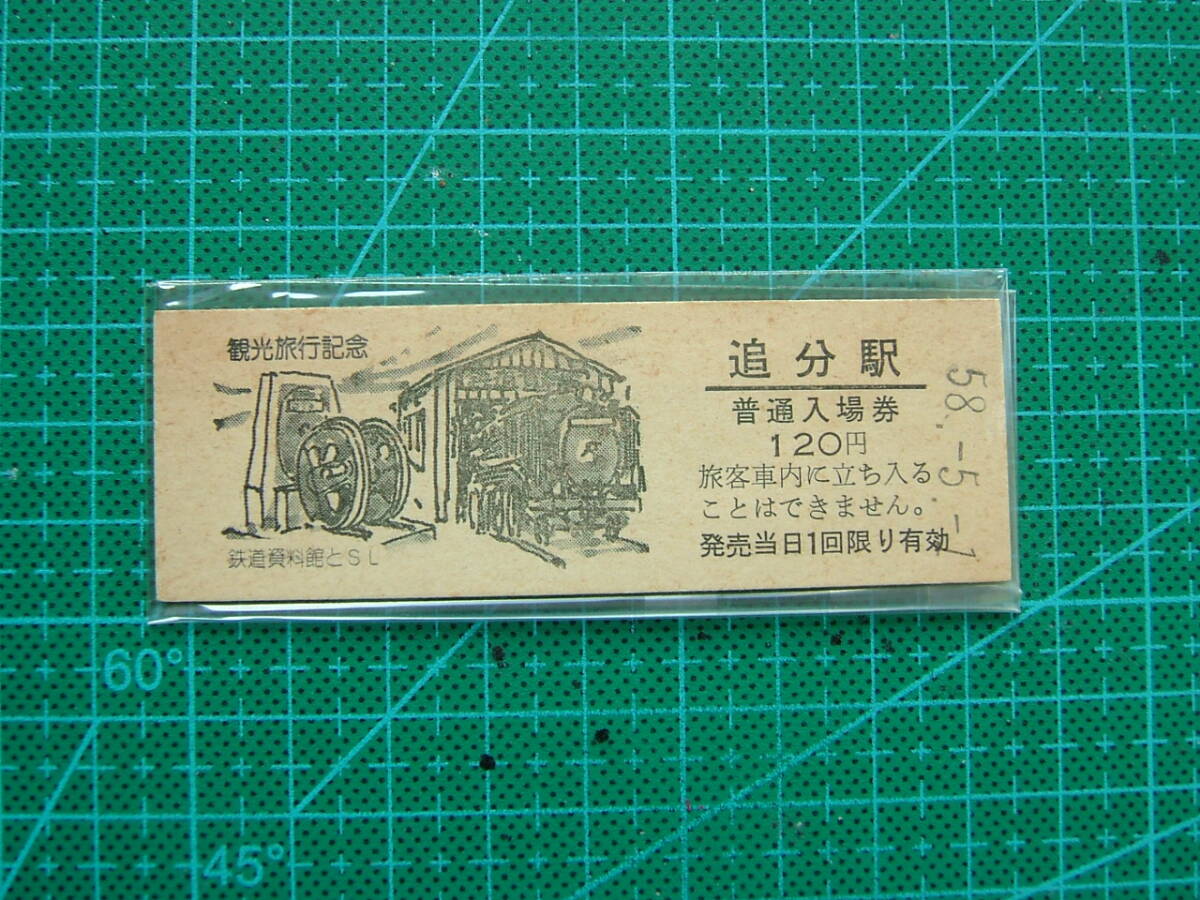 観光旅行記念
鉄道資料館とSL
追分駅
普通入場券
120円
旅客車内に立ち入る
ことはできません。
発売当日1回限り有効
58.-5.-1
60°
45°